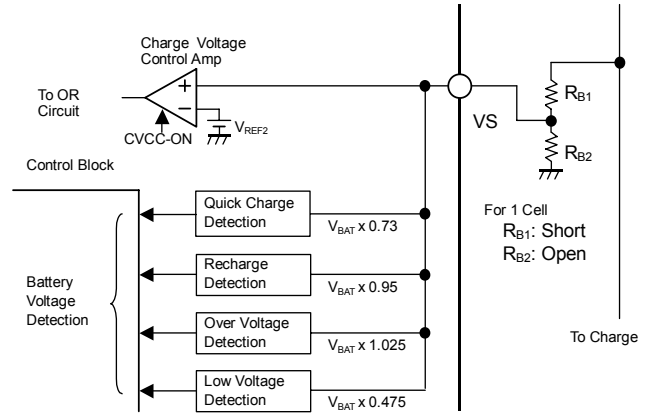 Charge Voltage
Control Amp
To OR
Circuit
+
−
CVCC-ON
VREF2
VS
RB1
RB2
Control Block
For 1 Cell
RB1: Short
RB2: Open
Quick Charge
Detection
VBAT x 0.73
Recharge
Detection
VBAT x 0.95
Battery
Voltage
Detection
Over Voltage
Detection
VBAT x 1.025
To Charge
Low Voltage
Detection
VBAT x 0.475